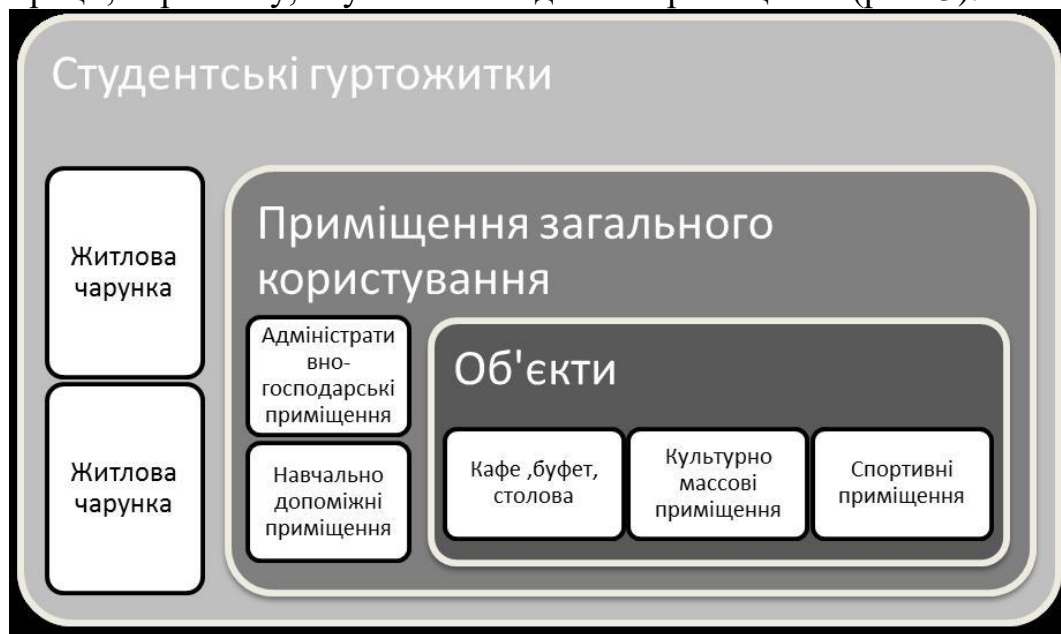 Студентські гуртожитки
Житлова
чарунка
Житлова
чарунка
Приміщення загального
користування
Адміністрати
вно-
господарські
приміщення
Навчально
допоміжні
приміщення
Об'єкти
Кафе ,буфет,
столова
Культурно
массові
приміщення
Спортивні
приміщення